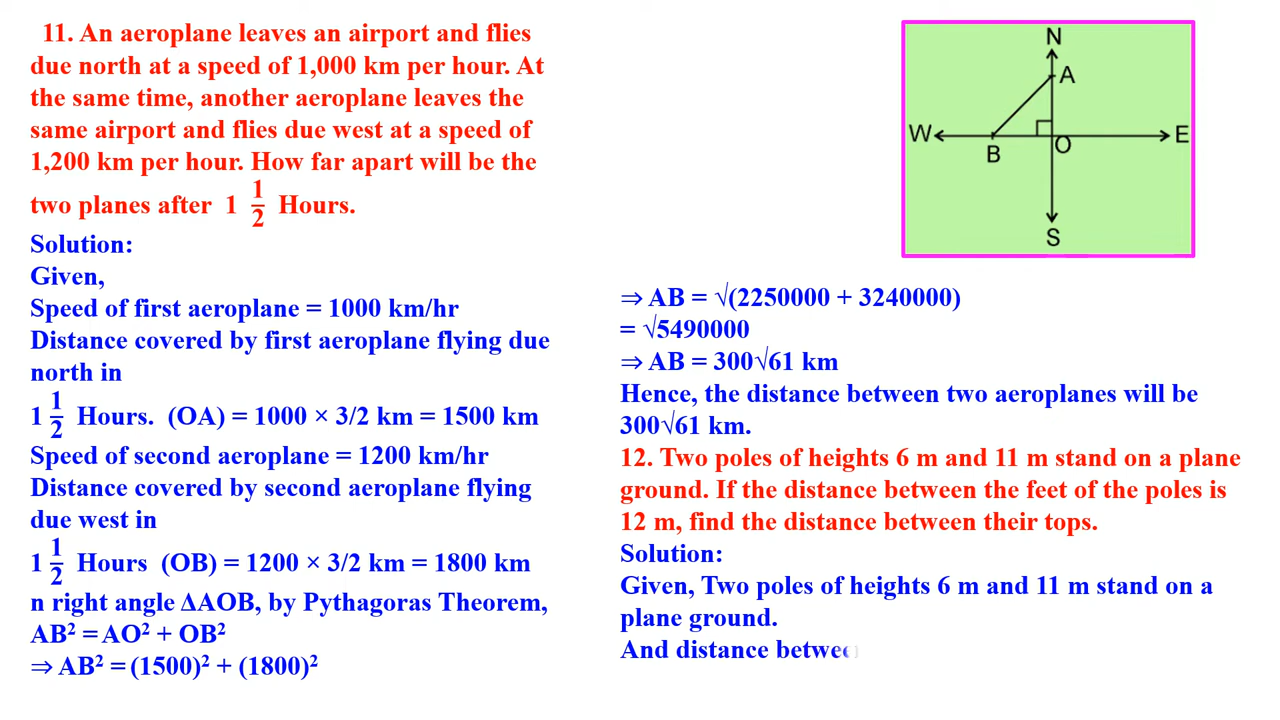 11. An aeroplane leaves an airport and flies
due north at a speed of 1,000 km per hour. At
the same time, another aeroplane leaves the
same airport and flies due west at a speed of
1,200 km per hour. How far apart will be the
two planes after 1 1/2 Hours.
Solution:
Given,
Speed of first aeroplane = 1000 km/hr
Distance covered by first aeroplane flying due
north in
1 1/2 Hours. (OA) = 1000 × 3/2 km = 1500 km
Speed of second aeroplane = 1200 km/hr
Distance covered by second aeroplane flying
due west in
1 1/2 Hours (OB) = 1200 × 3/2 km = 1800 km
n right angle ΔAOB, by Pythagoras Theorem,
AB² = AO² + OB²
⇒ AB² = (1500)² + (1800)²
N
A
W
E
B
O
S
⇒ AB = √(2250000 + 3240000)
= √5490000
⇒ AB = 300√61 km
Hence, the distance between two aeroplanes will be
300√61 km.
12. Two poles of heights 6 m and 11 m stand on a plane
ground. If the distance between the feet of the poles is
12 m, find the distance between their tops.
Solution:
Given, Two poles of heights 6 m and 11 m stand on a
plane ground.
And distance between